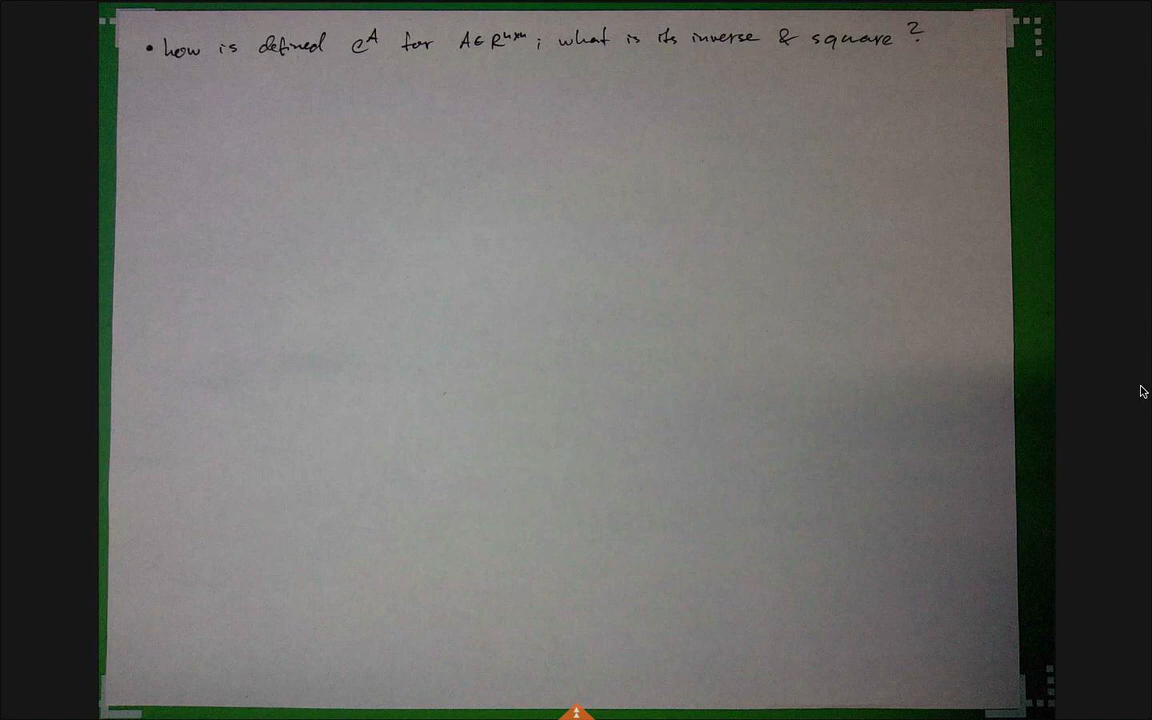 • how is defined e^A for A∈R^{n×n}; what is its inverse & square?